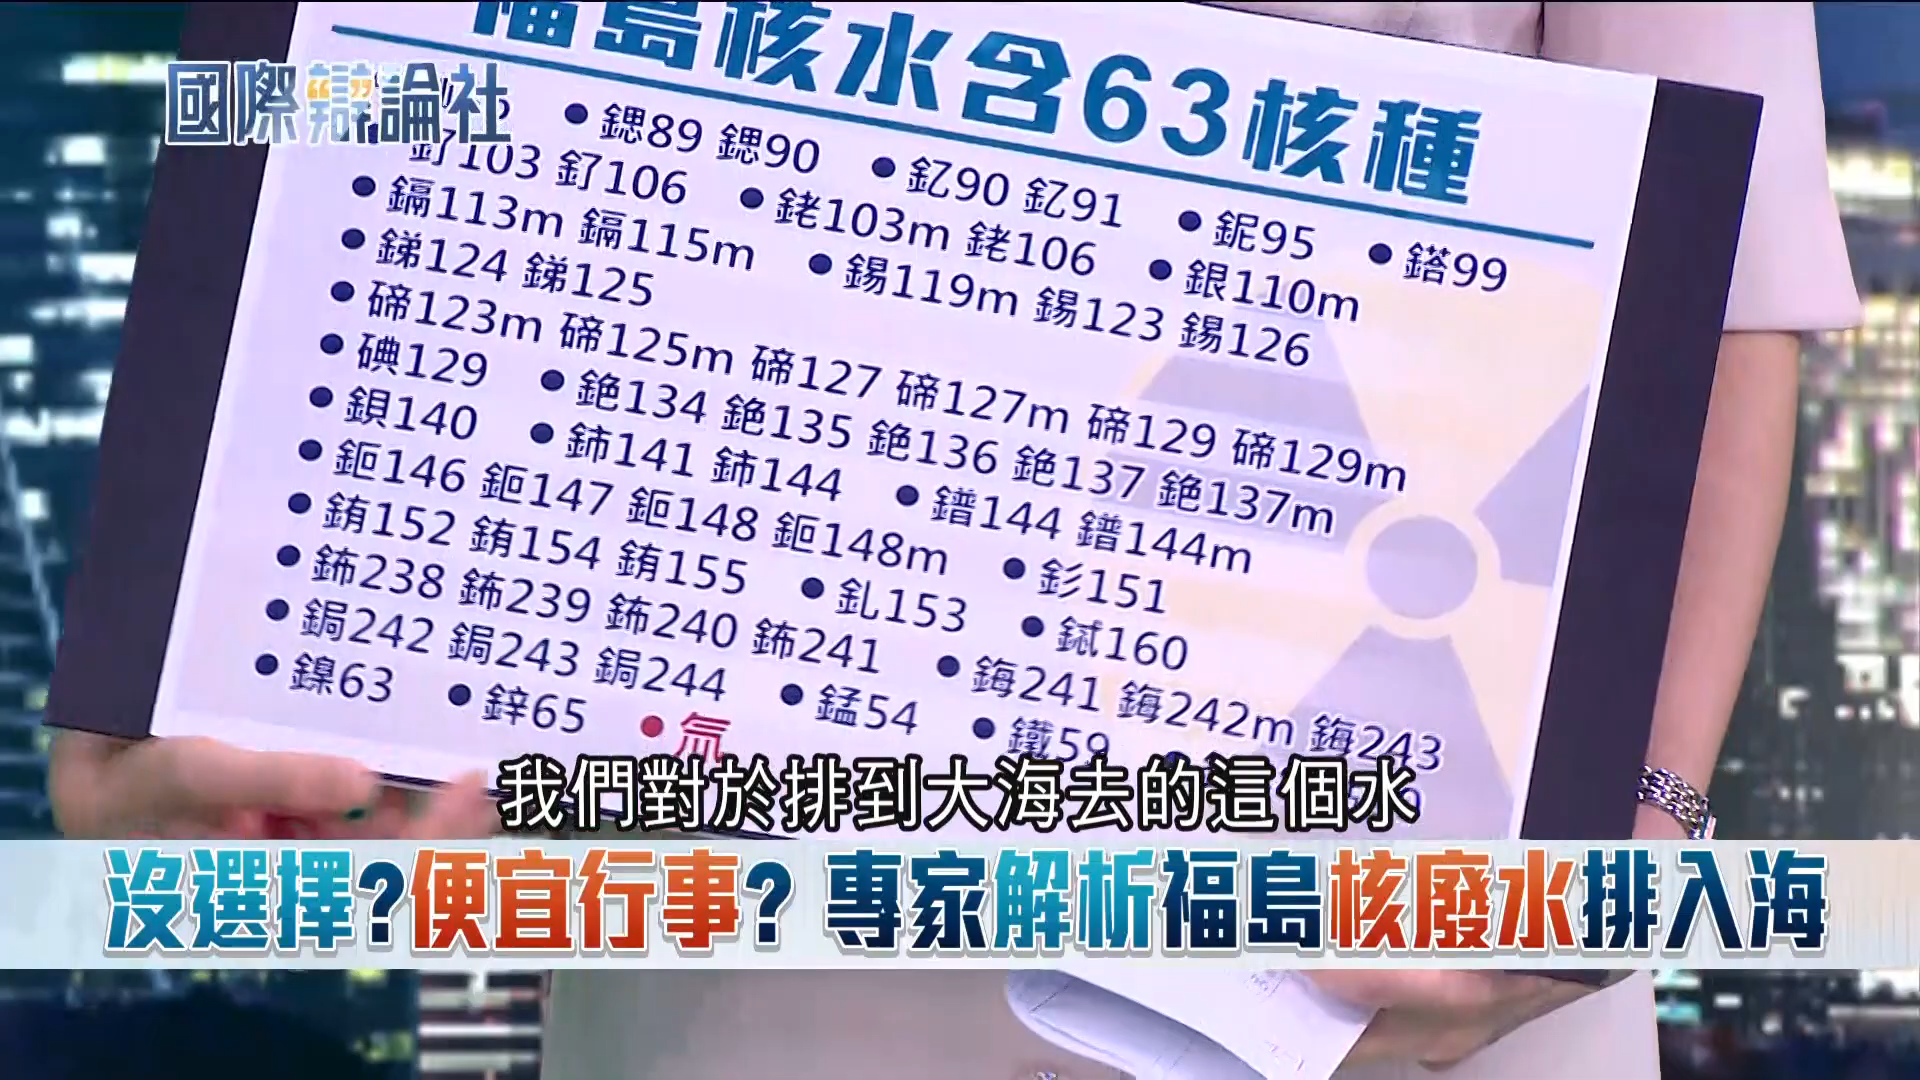 福島核水含63核種
國際辯論社
鍶89 鍶90
釔90 釔91
鈮95
鎝99
釕103 釕106
銠103m 銠106
銀110m
鎘113m 鎘115m
錫119m 錫123 錫126
銻124 銻125
碲123m 碲125m 碲127 碲127m 碲129 碲129m
碘129
銫134 銫135 銫136 銫137 銫137m
鋇140
鈰141 鈰144
鐠144 鐠144m
鉕146 鉕147 鉕148 鉕148m
釤151
銪152 銪154 銪155
釓153
鋱160
鈽238 鈽239 鈽240 鈽241
鋂241 鋂242m 鋂243
鋦242 鋦243 鋦244
錳54
鐵59
鎳63
鋅65
氚
我們對於排到大海去的這個水
沒選擇?便宜行事?專家解析福島核廢水排入海